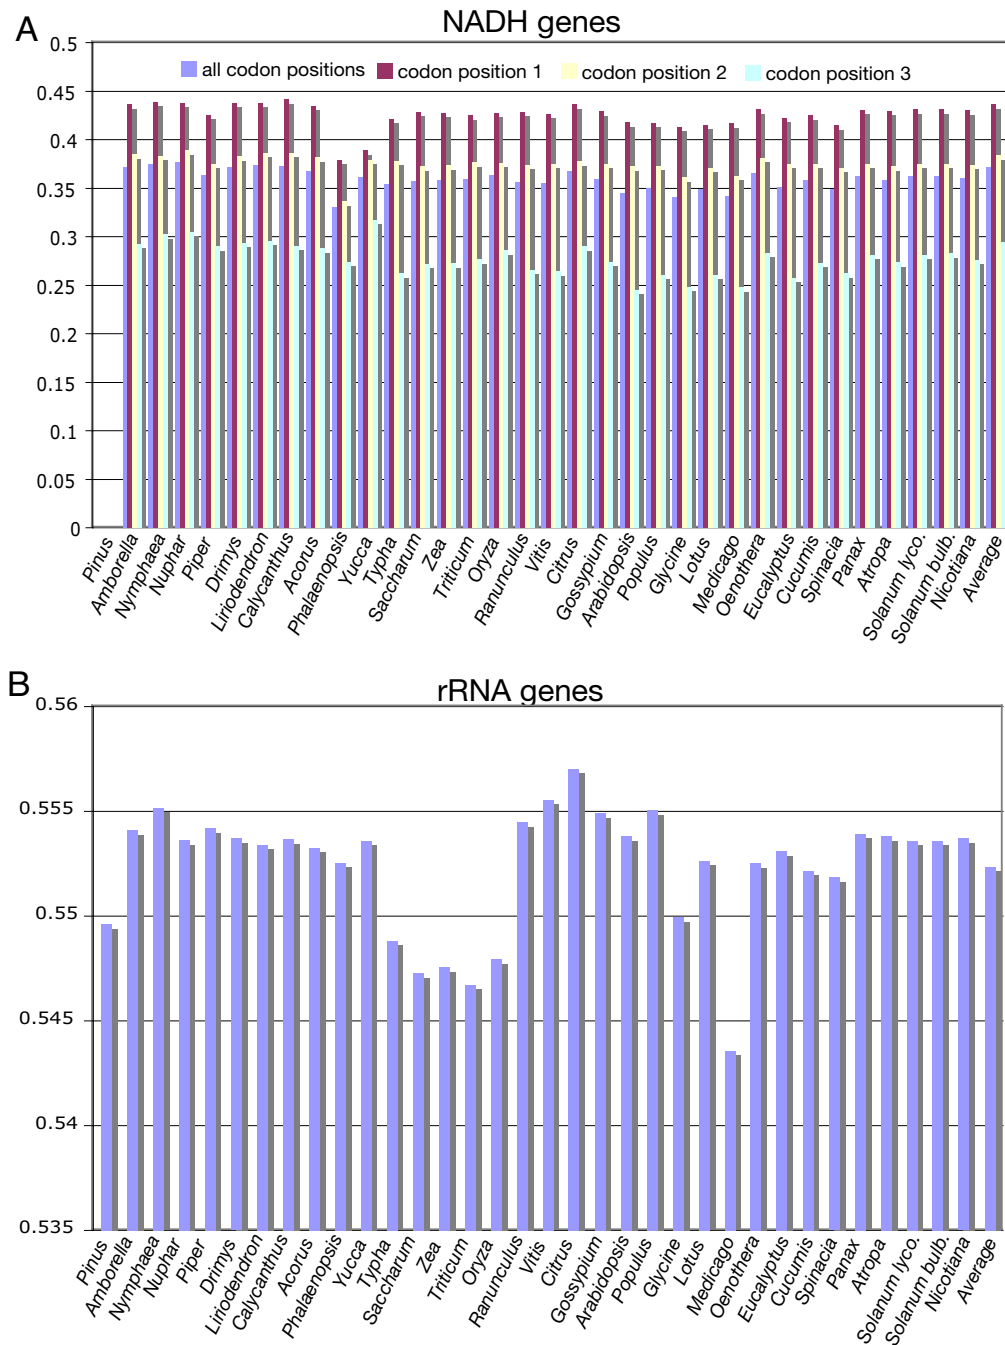 A
NADH genes
0.5
all codon positions codon position 1 codon position 2 codon position 3
0.45
0.4
0.35
0.3
0.25
0.2
0.15
0.1
0.05
0
Pinus
Amborella
Nymphaea
Nuphar
Piper
Drimys
Liriodendron
Calycanthus
Acorus
Phalaenopsis
Yucca
Typha
Saccharum
Zea
Triticum
Oryza
Ranunculus
Vitis
Citrus
Gossypium
Arabidopsis
Populus
Glycine
Lotus
Medicago
Oenothera
Eucalyptus
Cucumis
Spinacia
Panax
Atropa
Solanum lyco.
Solanum bulb.
Nicotiana
Average
B
rRNA genes
0.56
0.555
0.55
0.545
0.54
0.535
Pinus
Amborella
Nymphaea
Nuphar
Piper
Drimys
Liriodendron
Calycanthus
Acorus
Phalaenopsis
Yucca
Typha
Saccharum
Zea
Triticum
Oryza
Ranunculus
Vitis
Citrus
Gossypium
Arabidopsis
Populus
Glycine
Lotus
Medicago
Oenothera
Eucalyptus
Cucumis
Spinacia
Panax
Atropa
Solanum lyco.
Solanum bulb.
Nicotiana
Average